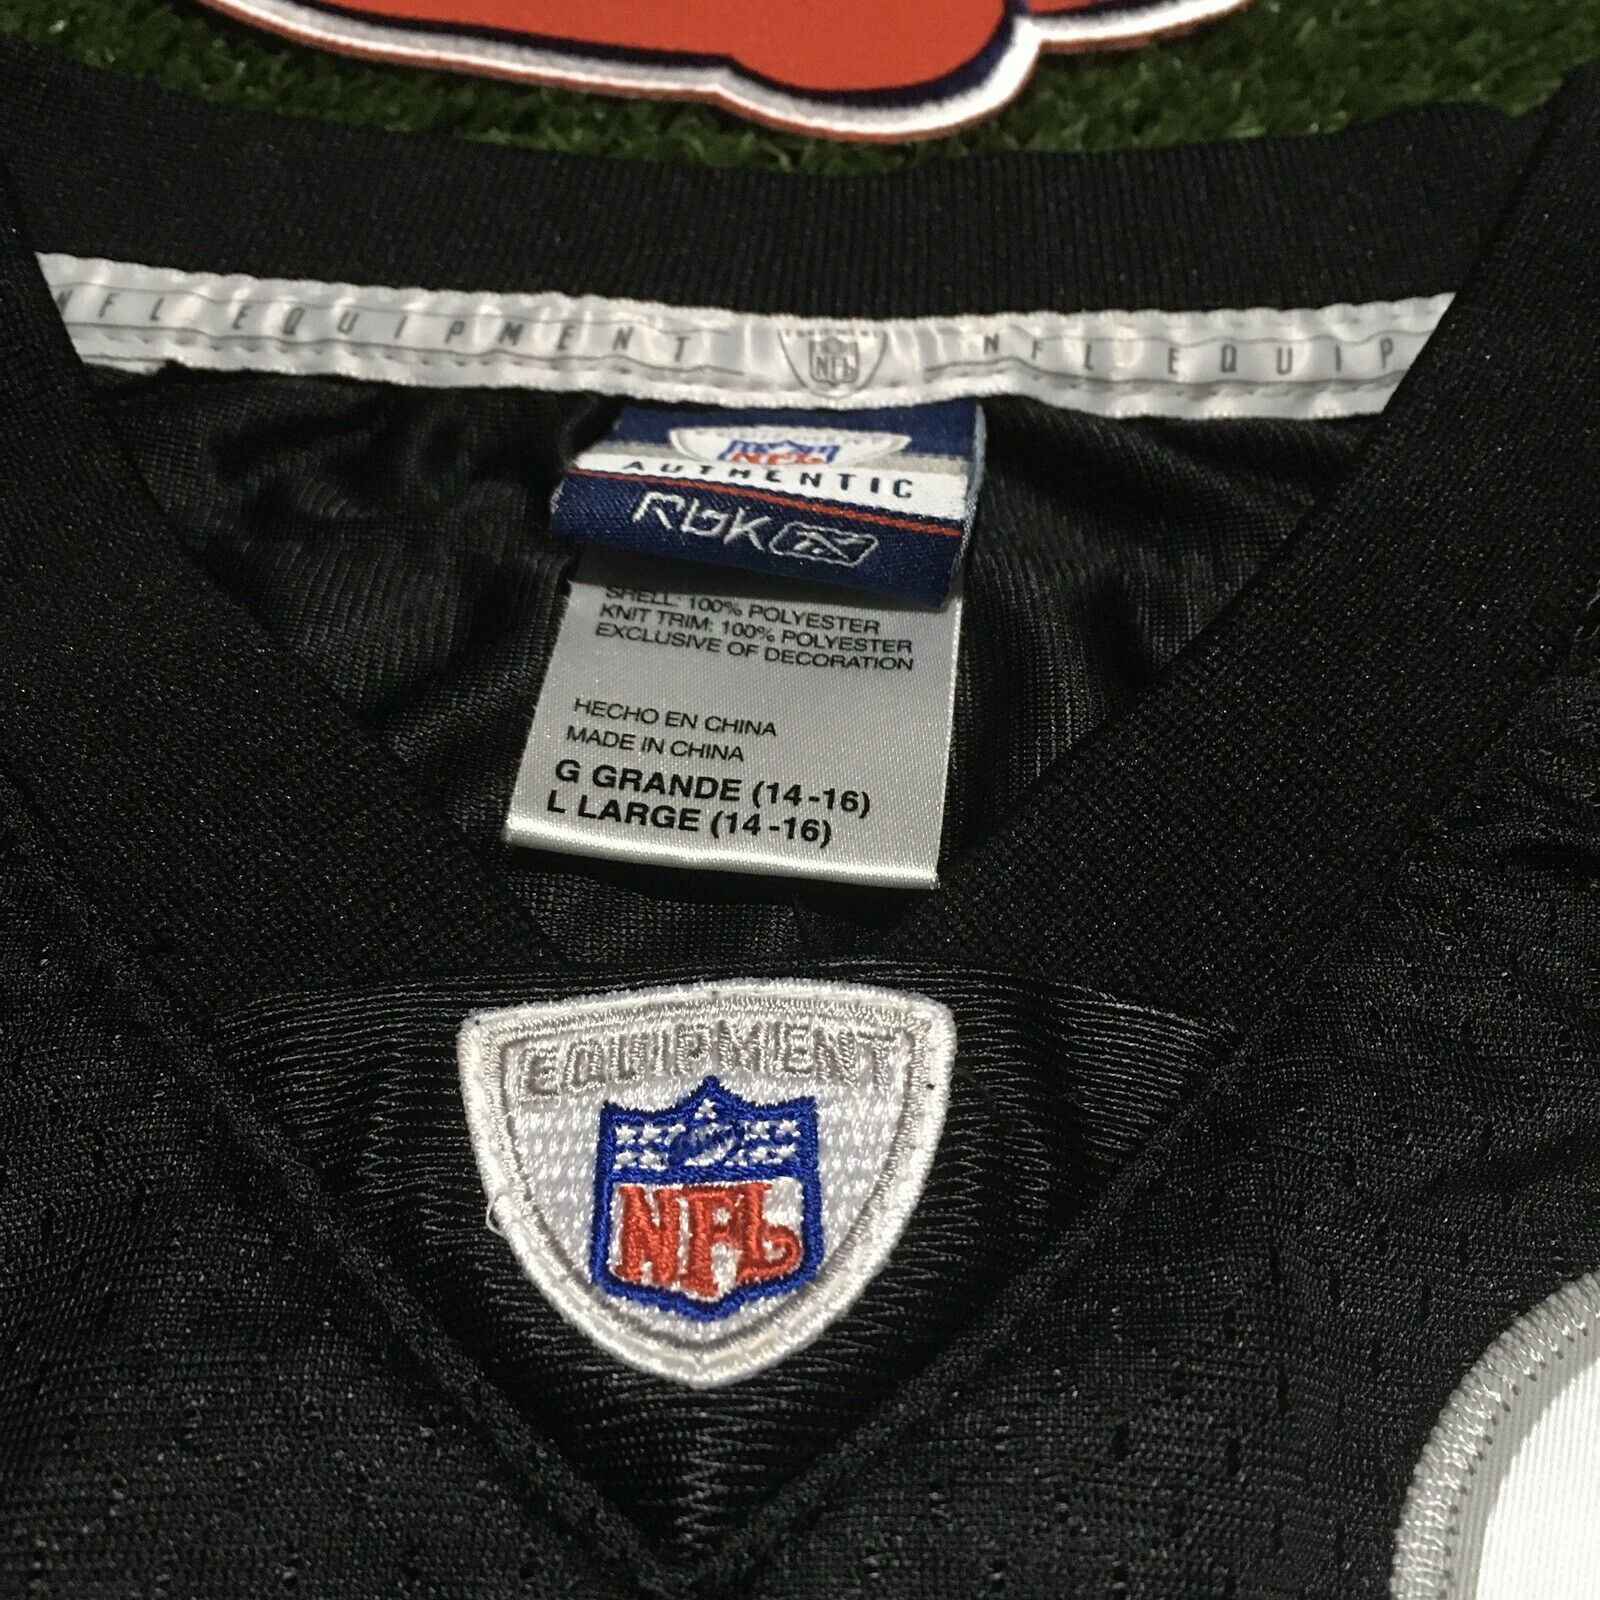 NFL EQUIPMENT NFL NFL EQUIP
NFL
AUTHENTIC
RBK
SHELL: 100% POLYESTER
KNIT TRIM: 100% POLYESTER
EXCLUSIVE OF DECORATION
HECHO EN CHINA
MADE IN CHINA
G GRANDE (14-16)
L LARGE (14-16)
EQUIPMENT
NFL